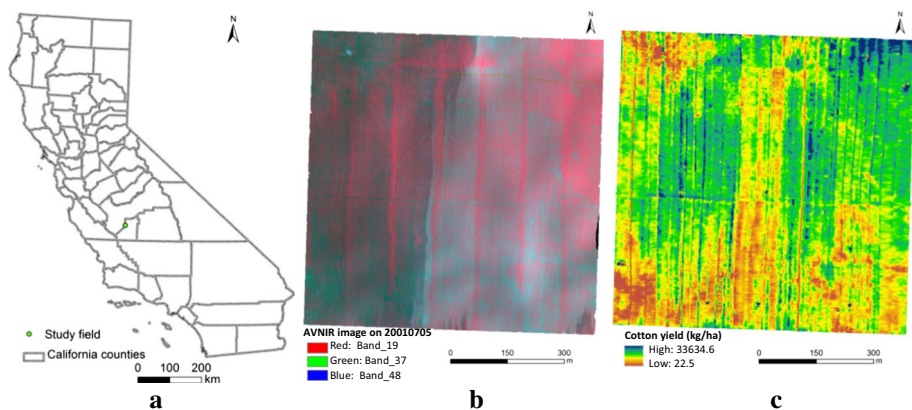 N
Study field
California counties
0 100 200
km
a
N
AVNIR image on 20010705
Red: Band_19
Green: Band_37
Blue: Band_48
0 150 300
m
b
N
Cotton yield (kg/ha)
High: 33634.6
Low: 22.5
0 150 300
m
c